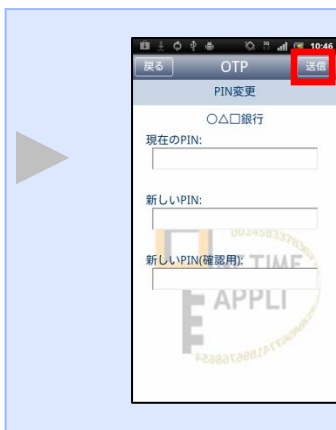 10:46
戻る
OTP
送信
PIN変更
○△□銀行
現在のPIN:
新しいPIN:
新しいPIN(確認用):
TIME
APPLI